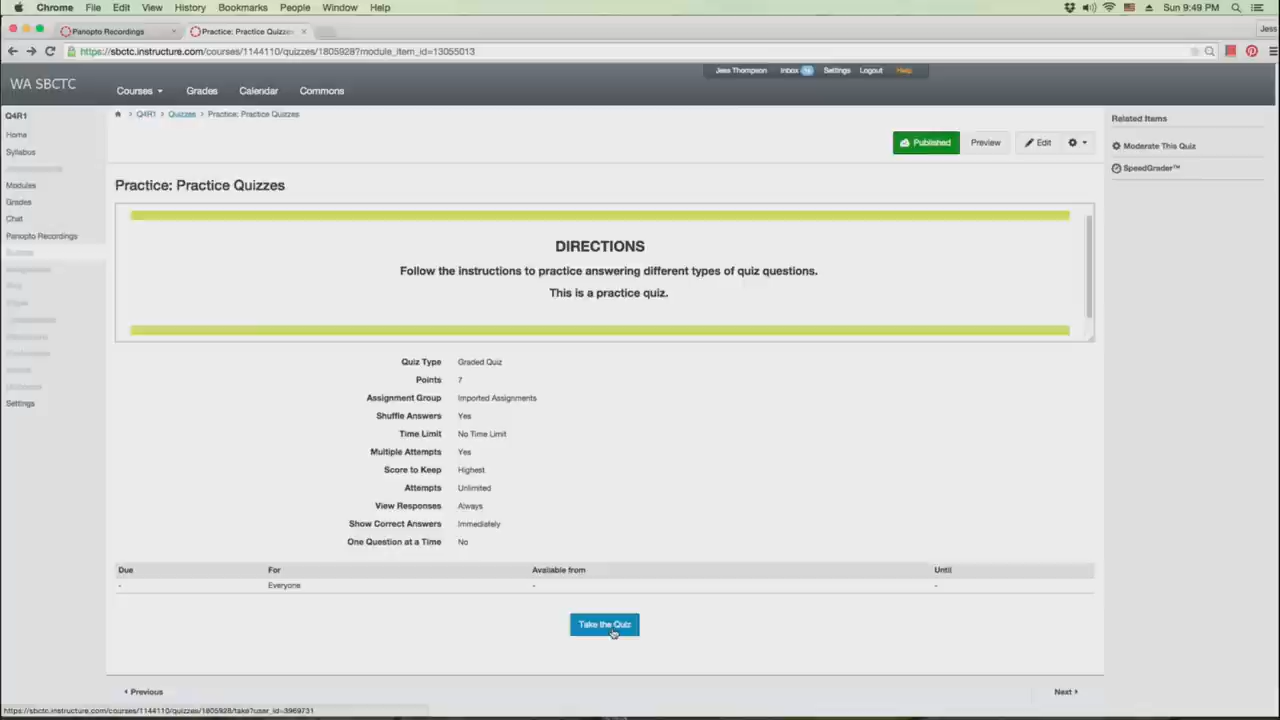 Chrome File Edit View History Bookmarks People Window Help Sun 9:49 PM
Panopto Recordings Practice: Practice Quizzes Jess
https://sbctc.instructure.com/courses/1144110/quizzes/1805928?module_item_id=13055013
Jess Thompson Inbox Settings Logout Help
WA SBCTC
Courses Grades Calendar Commons
Q4R1
Home
Syllabus
Modules
Grades
Chat
Panopto Recordings
Settings
Q4R1 > Quizzes > Practice: Practice Quizzes
Published Preview Edit
Practice: Practice Quizzes
DIRECTIONS
Follow the instructions to practice answering different types of quiz questions.
This is a practice quiz.
Quiz Type Graded Quiz
Points 7
Assignment Group Imported Assignments
Shuffle Answers Yes
Time Limit No Time Limit
Multiple Attempts Yes
Score to Keep Highest
Attempts Unlimited
View Responses Always
Show Correct Answers Immediately
One Question at a Time No
Due For Available from Until
- Everyone - -
Take the Quiz
Previous Next
Related Items
Moderate This Quiz
SpeedGrader™
https://sbctc.instructure.com/courses/1144110/quizzes/1805928/take?user_id=3969731